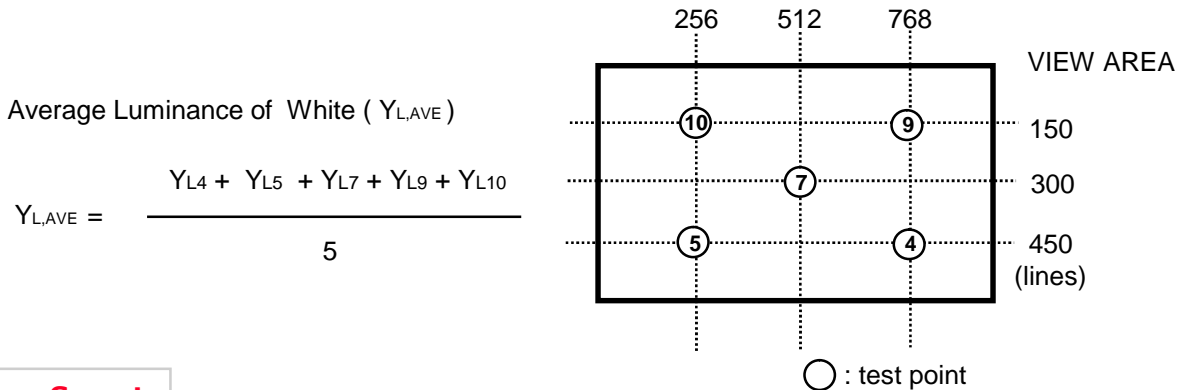 256 512 768
VIEW AREA
Average Luminance of White ( YL,AVE )
10 9 150
YL4 + YL5 + YL7 + YL9 + YL10
7 300
YL,AVE =
5
5 4 450
(lines)
: test point